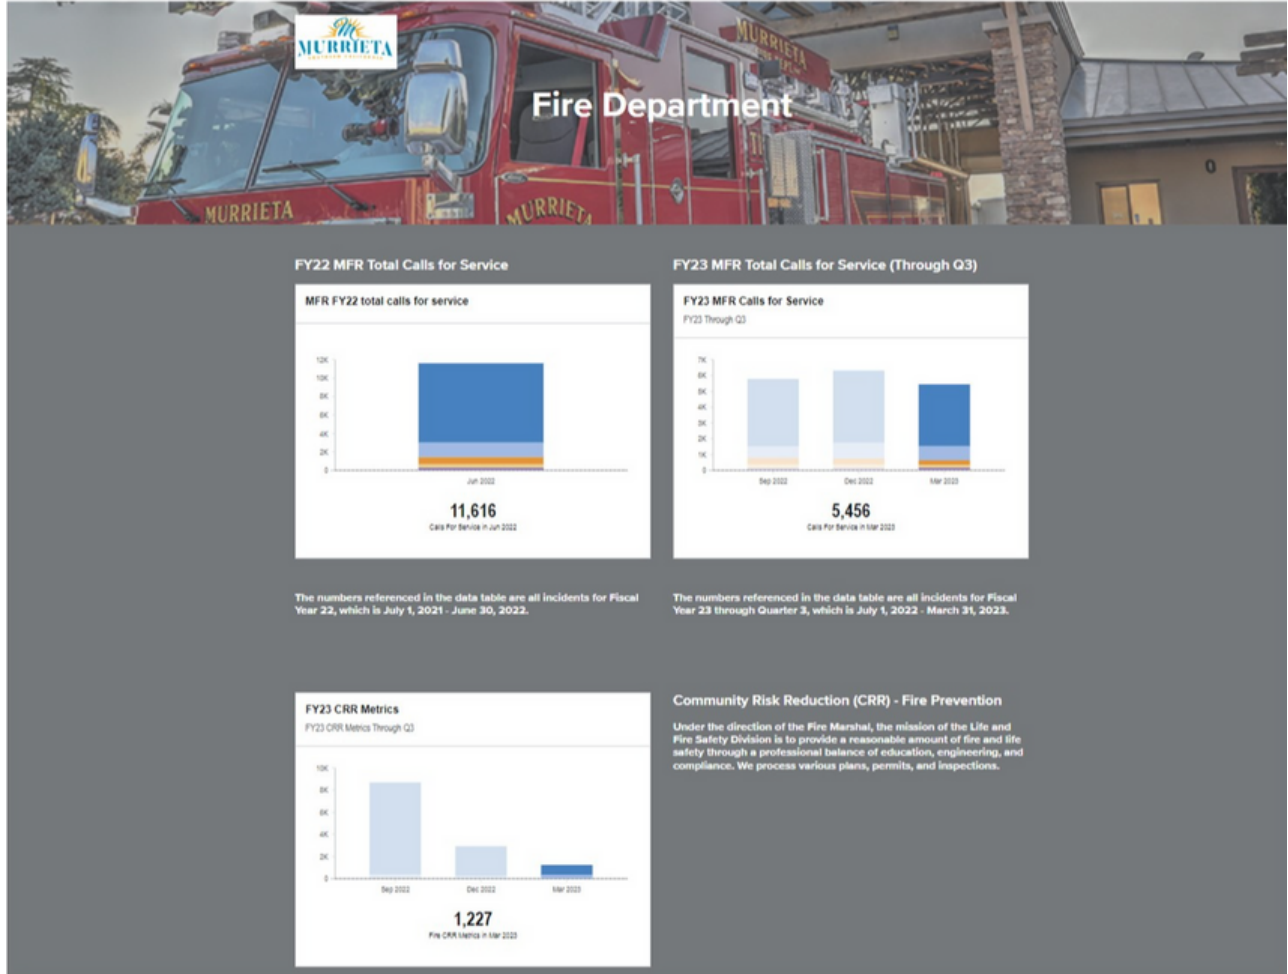 MURRIETA
MURRIETA
Fire Department
MURRIETA
MURRIETA
FY22 MFR Total Calls for Service
FY23 MFR Total Calls for Service (Through Q3)
MFR FY22 total calls for service
12K
10K
8K
6K
4K
2K
0
Jun 2022
11,616
Calls For Service in Jun 2022
FY23 MFR Calls for Service
FY23 Through Q3
7K
6K
5K
4K
3K
2K
1K
0
Sep 2022
Dec 2022
Mar 2023
5,456
Calls For Service in Mar 2023
The numbers referenced in the data table are all incidents for Fiscal
Year 22, which is July 1, 2021 - June 30, 2022.
The numbers referenced in the data table are all incidents for Fiscal
Year 23 through Quarter 3, which is July 1, 2022 - March 31, 2023.
FY23 CRR Metrics
FY23 CRR Metrics Through Q3
10K
8K
6K
4K
2K
0
Sep 2022
Dec 2022
Mar 2023
1,227
Fire CRR Metrics in Mar 2023
Community Risk Reduction (CRR) - Fire Prevention
Under the direction of the Fire Marshal, the mission of the Life and
Fire Safety Division is to provide a reasonable amount of fire and life
safety through a professional balance of education, engineering, and
compliance. We process various plans, permits, and inspections.